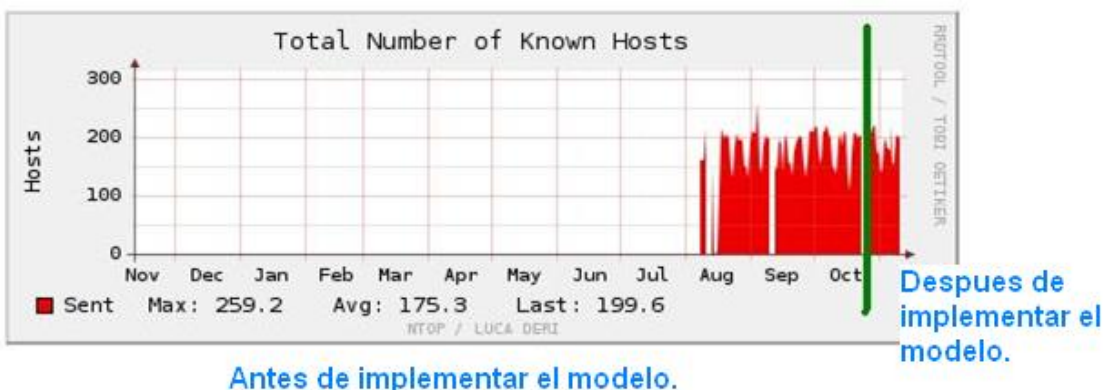 Total Number of Known Hosts
RRDTOOL / TOBI OETIKER
Hosts
300
200
100
0
Nov Dec Jan Feb Mar Apr May Jun Jul Aug Sep Oct
Sent Max: 259.2 Avg: 175.3 Last: 199.6
NTOP / LUCA DERI
Despues de
implementar el
modelo.
Antes de implementar el modelo.